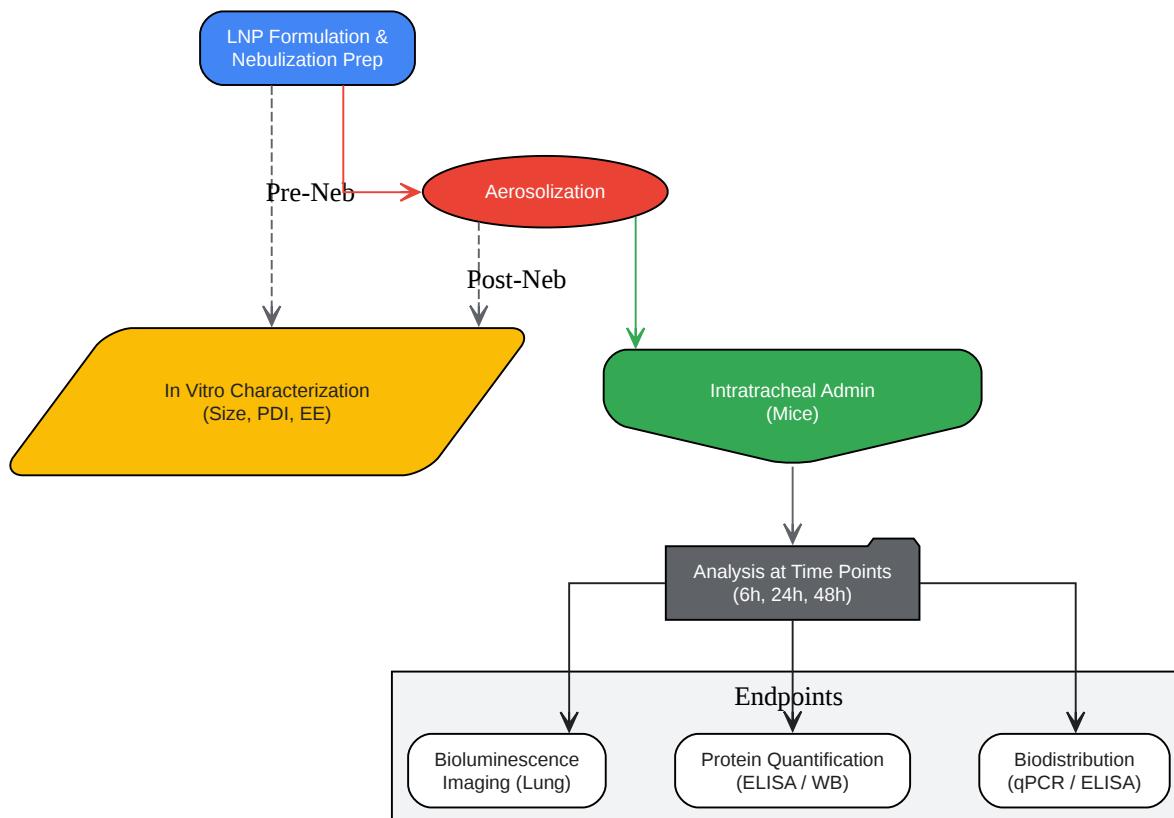 LNP Formulation &
Nebulization Prep
Pre-Neb
Aerosolization
Post-Neb
In Vitro Characterization
(Size, PDI, EE)
Intratracheal Admin
(Mice)
Analysis at Time Points
(6h, 24h, 48h)
Endpoints
Bioluminescence
Imaging (Lung)
Protein Quantification
(ELISA / WB)
Biodistribution
(qPCR / ELISA)